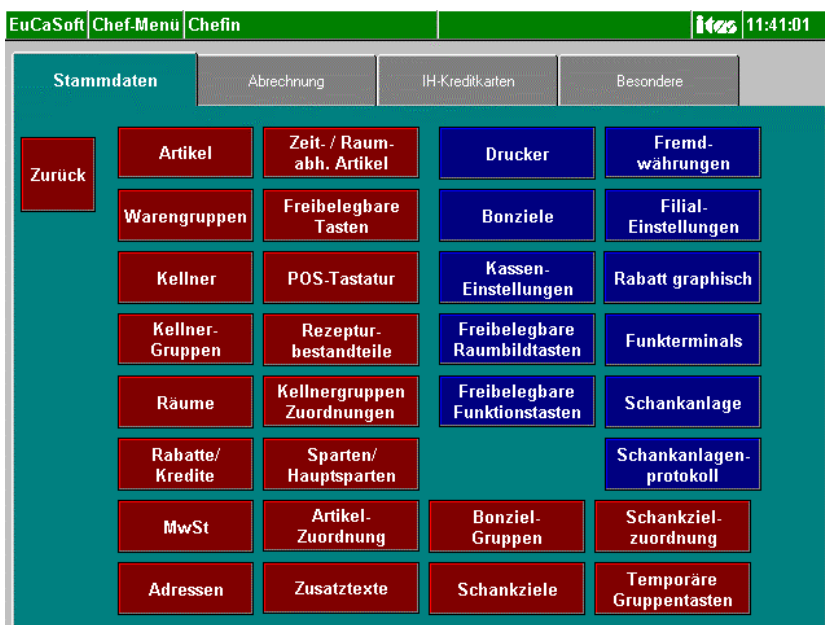 EuCaSoft Chef-Menü Chefin itas 11:41:01
Stammdaten Abrechnung IH-Kreditkarten Besondere
Zurück
Artikel
Zeit- / Raum-
abh. Artikel
Drucker
Fremd-
währungen
Warengruppen
Freibelegbare
Tasten
Bonziele
Filial-
Einstellungen
Kellner
POS-Tastatur
Kassen-
Einstellungen
Rabatt graphisch
Kellner-
Gruppen
Rezeptur-
bestandteile
Freibelegbare
Raumbildtasten
Funkterminals
Räume
Kellnergruppen
Zuordnungen
Freibelegbare
Funktionstasten
Schankanlage
Rabatte/
Kredite
Sparten/
Hauptsparten
Schankanlagen-
protokoll
MwSt
Artikel-
Zuordnung
Bonziel-
Gruppen
Schankziel-
zuordnung
Adressen
Zusatztexte
Schankziele
Temporäre
Gruppentasten